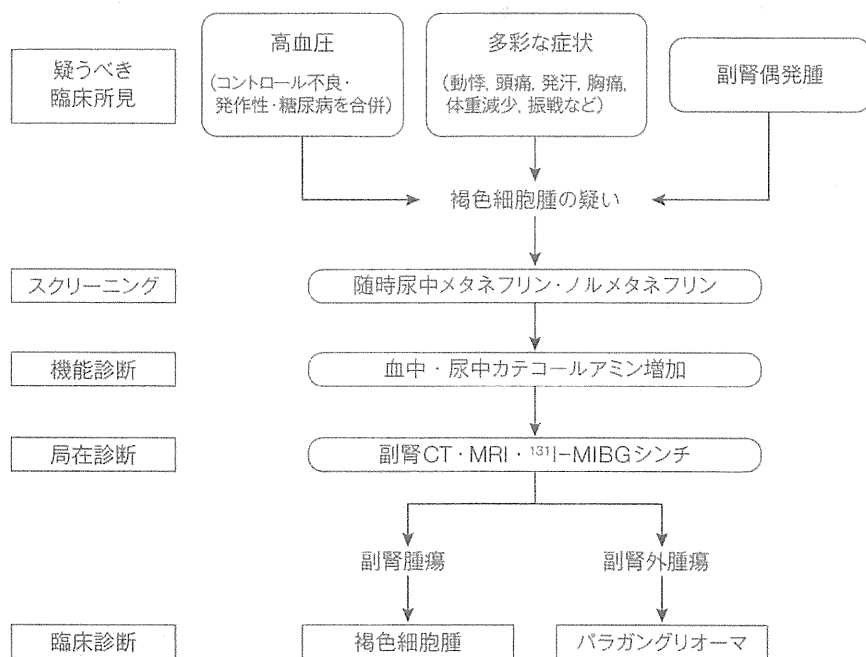 疑うべき
臨床所見
高血圧
(コントロール不良・
発作性・糖尿病を合併)
多彩な症状
(動悸, 頭痛, 発汗, 胸痛,
体重減少, 振戦など)
副腎偶発腫
褐色細胞腫の疑い
スクリーニング
随時尿中メタネフリン・ノルメタネフリン
機能診断
血中・尿中カテコールアミン増加
局在診断
副腎CT・MRI・¹³¹I-MIBGシンチ
副腎腫瘍
副腎外腫瘍
臨床診断
褐色細胞腫
パラガングリオーマ